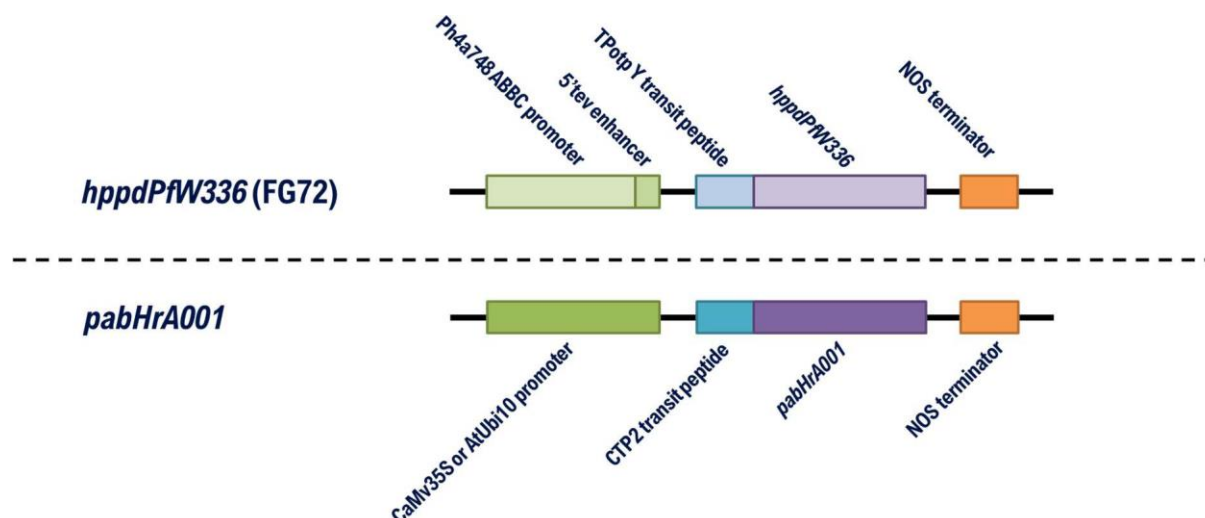 Ph4a748 ABBC promoter
5'tev enhancer
TPotp Y transit peptide
hppdPfW336
NOS terminator
hppdPfW336 (FG72)
pabHrA001
CaMv35S or AtUbi10 promoter
CTP2 transit peptide
pabHrA001
NOS terminator